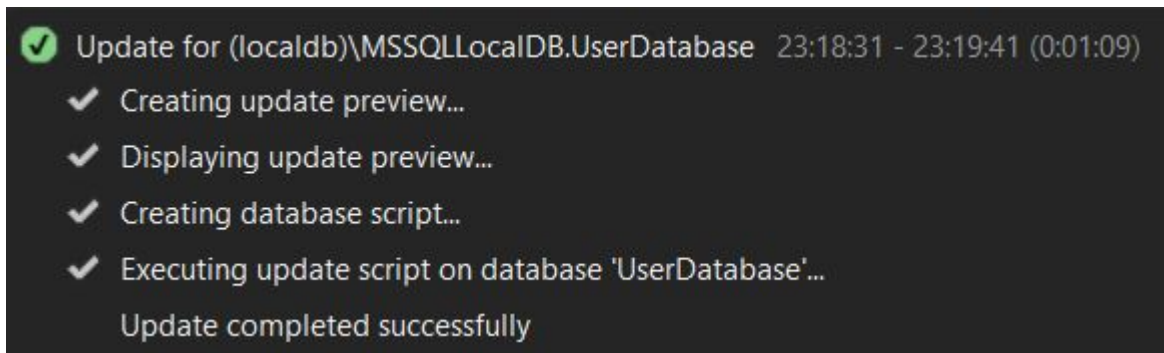 Update for (localdb)\MSSQLLocalDB.UserDatabase 23:18:31 - 23:19:41 (0:01:09)
Creating update preview...
Displaying update preview...
Creating database script...
Executing update script on database 'UserDatabase'...
Update completed successfully